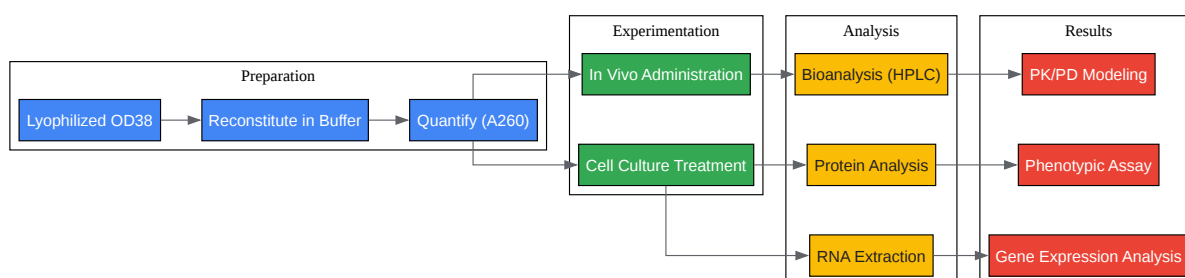 Experimentation
Analysis
Results
Preparation
In Vivo Administration
Bioanalysis (HPLC)
PK/PD Modeling
Lyophilized OD38
Reconstitute in Buffer
Quantify (A260)
Cell Culture Treatment
Protein Analysis
Phenotypic Assay
RNA Extraction
Gene Expression Analysis